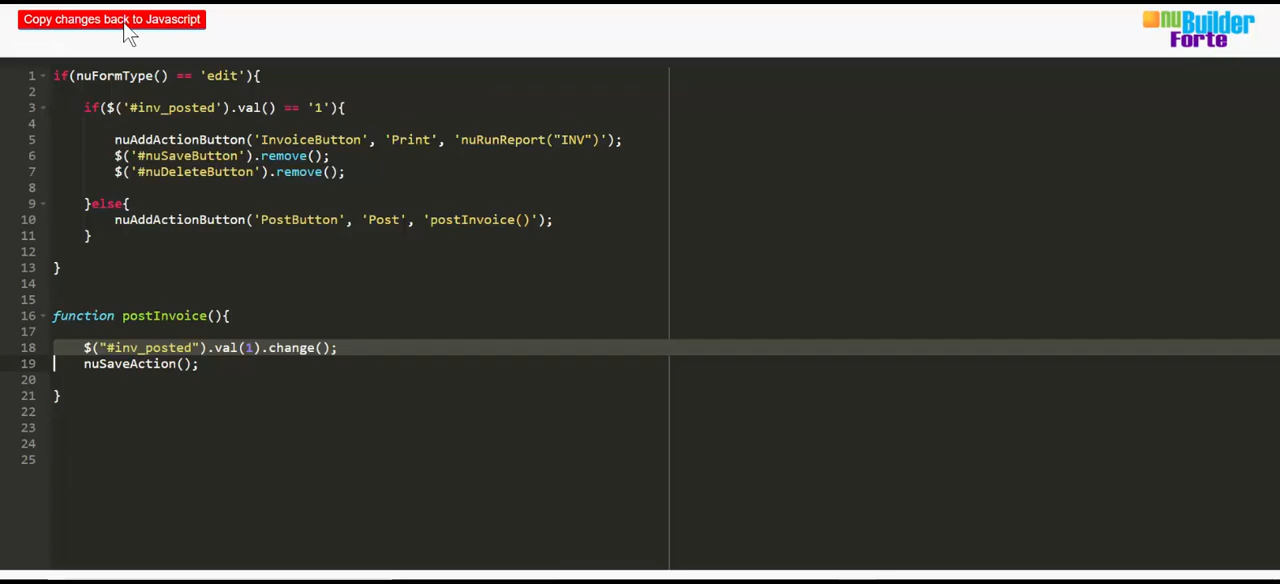 Copy changes back to Javascript
nuBuilder
Forte
1 if(nuFormType() == 'edit'){
2
3 if($('#inv_posted').val() == '1'){
4
5 nuAddActionButton('InvoiceButton', 'Print', 'nuRunReport("INV")');
6 $('#nuSaveButton').remove();
7 $('#nuDeleteButton').remove();
8
9 }else{
10 nuAddActionButton('PostButton', 'Post', 'postInvoice()');
11 }
12
13 }
14
15
16 function postInvoice(){
17
18 $("#inv_posted").val(1).change();
19 nuSaveAction();
20
21 }
22
23
24
25